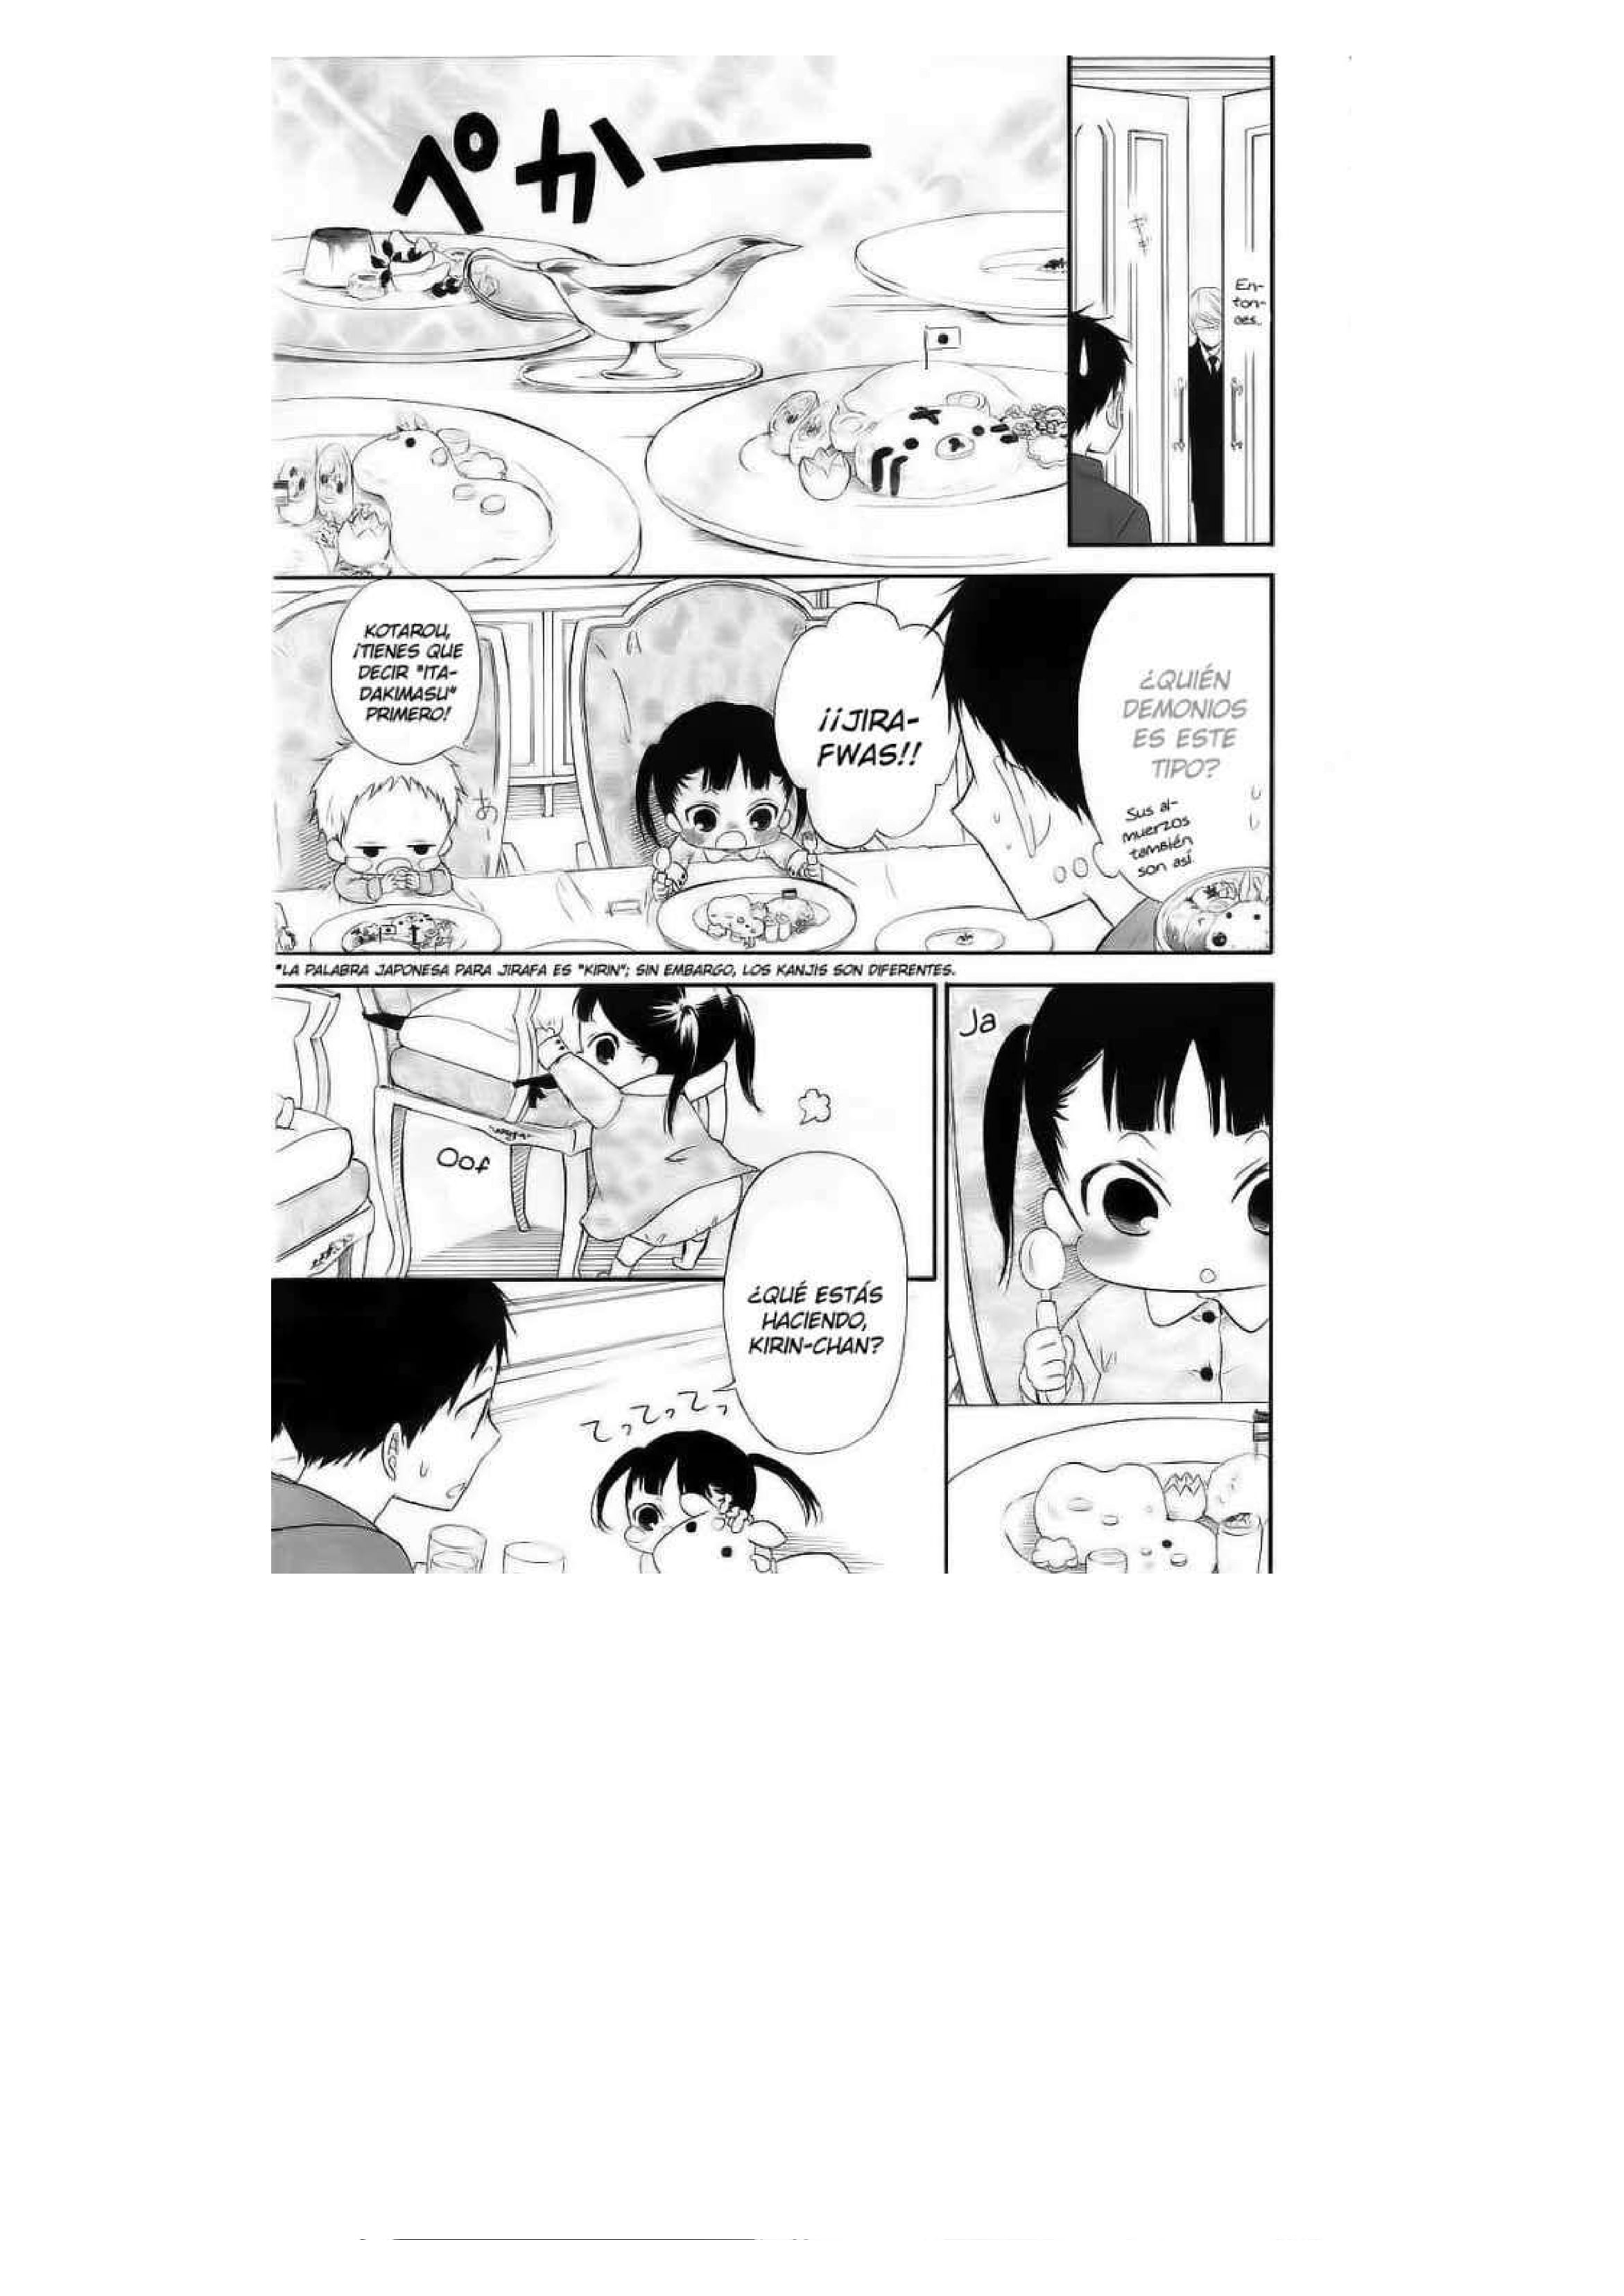 En-
ton-
ces..
ペカー
¿QUIÉN
DEMONIOS
ES ESTE
TIPO?
Sus al-
muerzos
también
son así.
¡¡JIRA-
FWAS!!
KOTAROU,
¡TIENES QUE
DECIR "ITA-
DAKIMASU"
PRIMERO!
あー
*LA PALABRA JAPONESA PARA JIRAFA ES "KIRIN"; SIN EMBARGO, LOS KANJIS SON DIFERENTES.
Ja
Oof
¿QUÉ ESTÁS
HACIENDO,
KIRIN-CHAN?
てってってっ